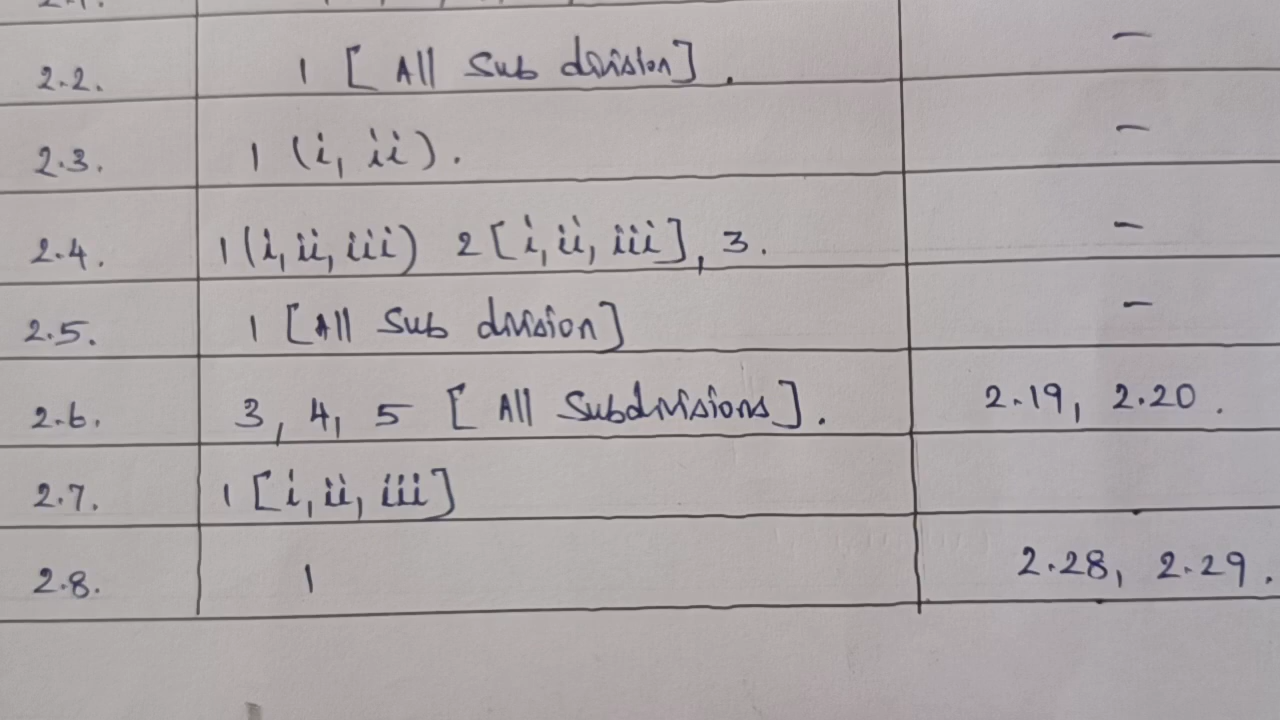 2.2. 1 [ All Sub division ] . —
2.3. 1 (i, ii) . —
2.4. 1 (i, ii, iii) 2 [ i, ii, iii ] , 3. —
2.5. 1 [ All Sub division ] —
2.6. 3, 4, 5 [ All Subdivisions ] . 2.19, 2.20 .
2.7. 1 [ i, ii, iii ]
2.8. 1 2.28, 2.29 .